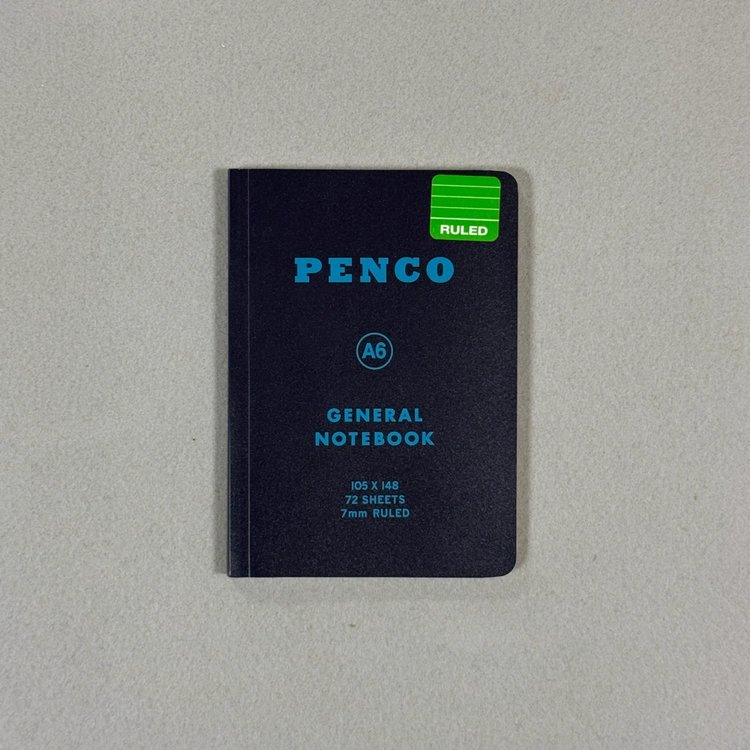 RULED
PENCO
A6
GENERAL
NOTEBOOK
105 X 148
72 SHEETS
7mm RULED